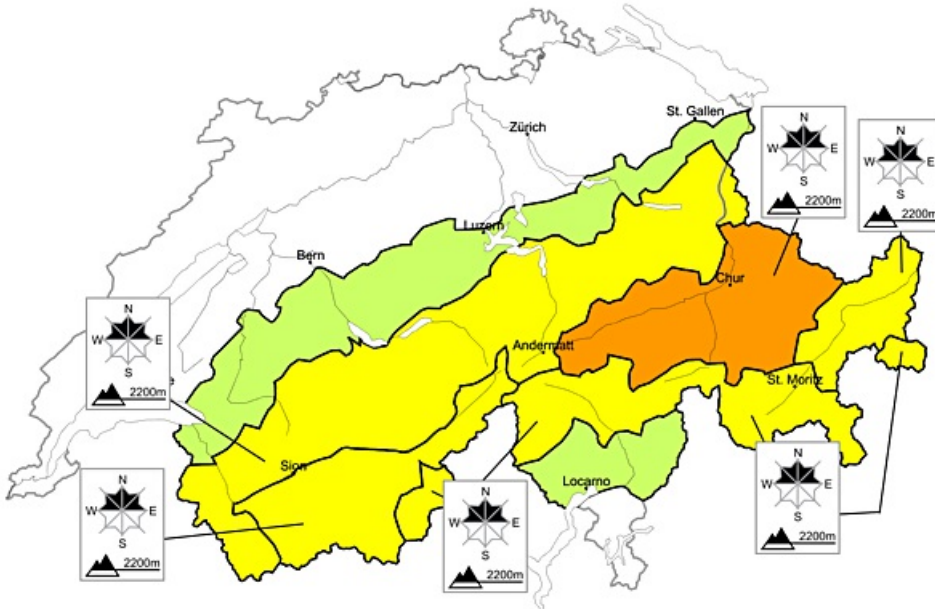 St. Gallen
Zürich
N
W E
S
2200m
N
W E
S
2200m
Luzern
Bern
Chur
N
W E
S
2200m
e
Andermatt
St. Moritz
Sion
Locarno
N
W E
S
2200m
N
W E
S
2200m
N
W E
S
2200m